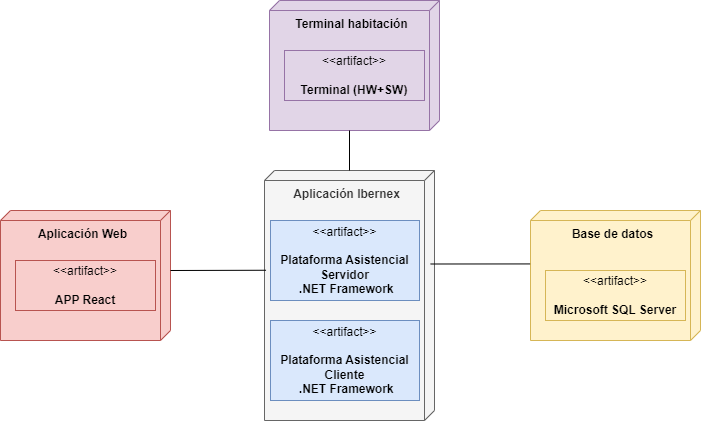 Terminal habitación
<<artifact>>
Terminal (HW+SW)
Aplicación Ibernex
<<artifact>>
Plataforma Asistencial
Servidor
.NET Framework
<<artifact>>
Plataforma Asistencial
Cliente
.NET Framework
Aplicación Web
<<artifact>>
APP React
Base de datos
<<artifact>>
Microsoft SQL Server